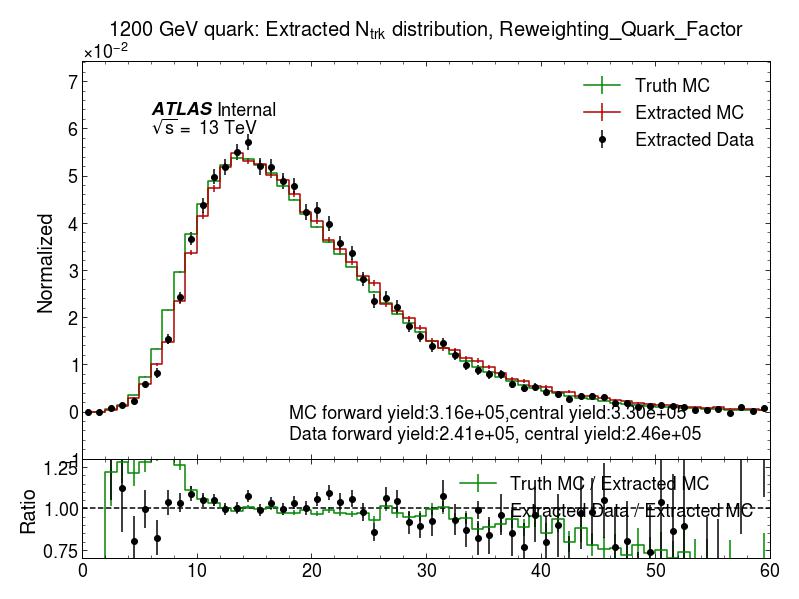 1200 GeV quark: Extracted N_trk distribution, Reweighting_Quark_Factor
×10⁻²
ATLAS Internal
√s = 13 TeV
Truth MC
Extracted MC
Extracted Data
Normalized
7
6
5
4
3
2
1
0
MC forward yield:3.16e+05,central yield:3.30e+05
Data forward yield:2.41e+05, central yield:2.46e+05
1
Ratio
1.25
1.00
0.75
Truth MC / Extracted MC
Extracted Data / Extracted MC
0 10 20 30 40 50 60